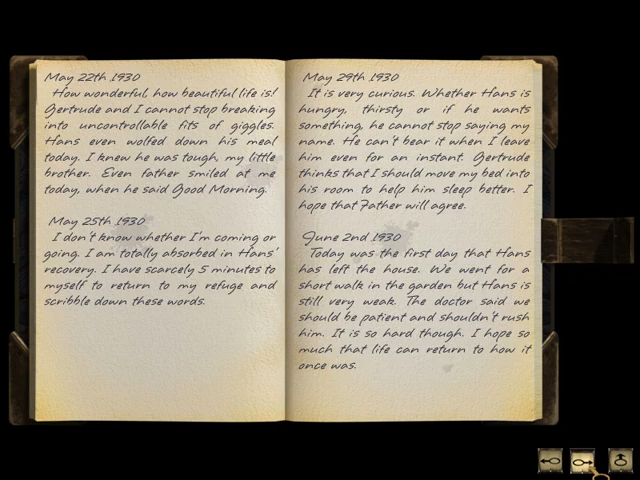 May 22th 1930
How wonderful, how beautiful life is!
Gertrude and I cannot stop breaking
into uncontrollable fits of giggles.
Hans even wolfed down his meal
today. I knew he was tough, my little
brother. Even father smiled at me
today, when he said Good Morning.
May 25th 1930
I don't know whether I'm coming or
going. I am totally absorbed in Hans'
recovery. I have scarcely 5 minutes to
myself to return to my refuge and
scribble down these words.
May 29th 1930
It is very curious. Whether Hans is
hungry, thirsty or if he wants
something, he cannot stop saying my
name. He can't bear it when I leave
him even for an instant. Gertrude
thinks that I should move my bed into
his room to help him sleep better. I
hope that Father will agree.
June 2nd 1930
Today was the first day that Hans
has left the house. We went for a
short walk in the garden but Hans is
still very weak. The doctor said we
should be patient and shouldn't rush
him. It is so hard though. I hope so
much that life can return to how it
once was.